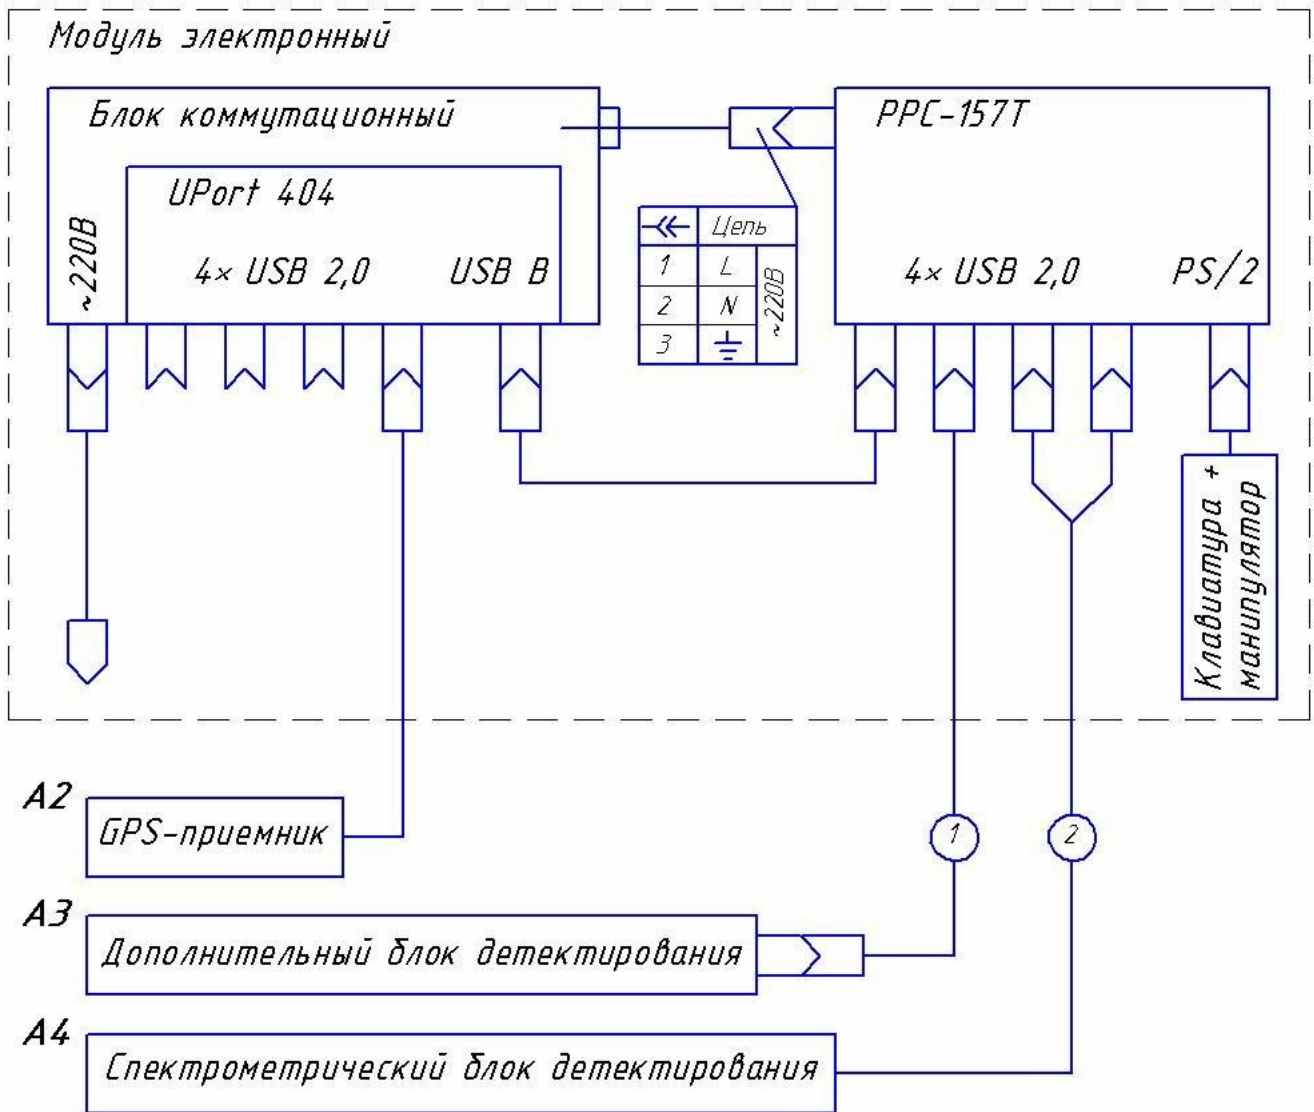 Модуль электронный
Блок коммутационный
UPort 404
~220В
4× USB 2,0
USB B
PPC-157T
4× USB 2,0
PS/2
Цепь
1
L
2
N
3
~220В
Клавиатура +
манипулятор
A2
GPS-приемник
1
2
A3
Дополнительный блок детектирования
A4
Спектрометрический блок детектирования